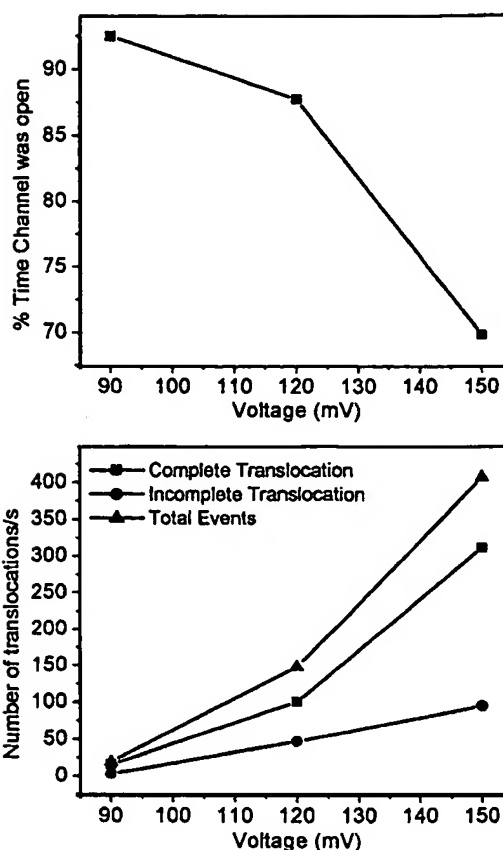 % Time Channel was open
90
85
80
75
70
90 100 110 120 130 140 150
Voltage (mV)
Number of translocations/s
Complete Translocation
Incomplete Translocation
Total Events
400
350
300
250
200
150
100
50
0
90 100 110 120 130 140 150
Voltage (mV)